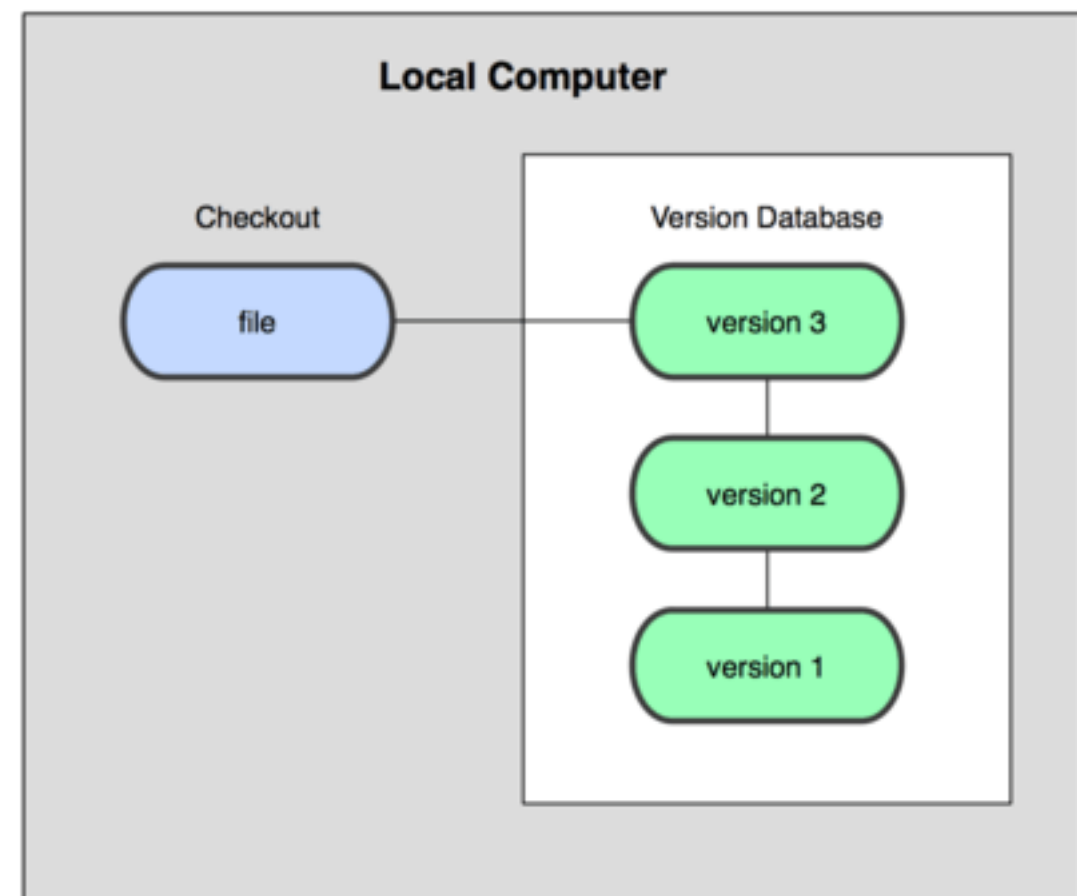 Local Computer
Checkout
Version Database
file
version 3
version 2
version 1